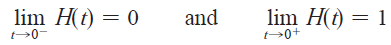 lim H(t) = 0 and lim H(t) = 1
t→0⁻ t→0⁺